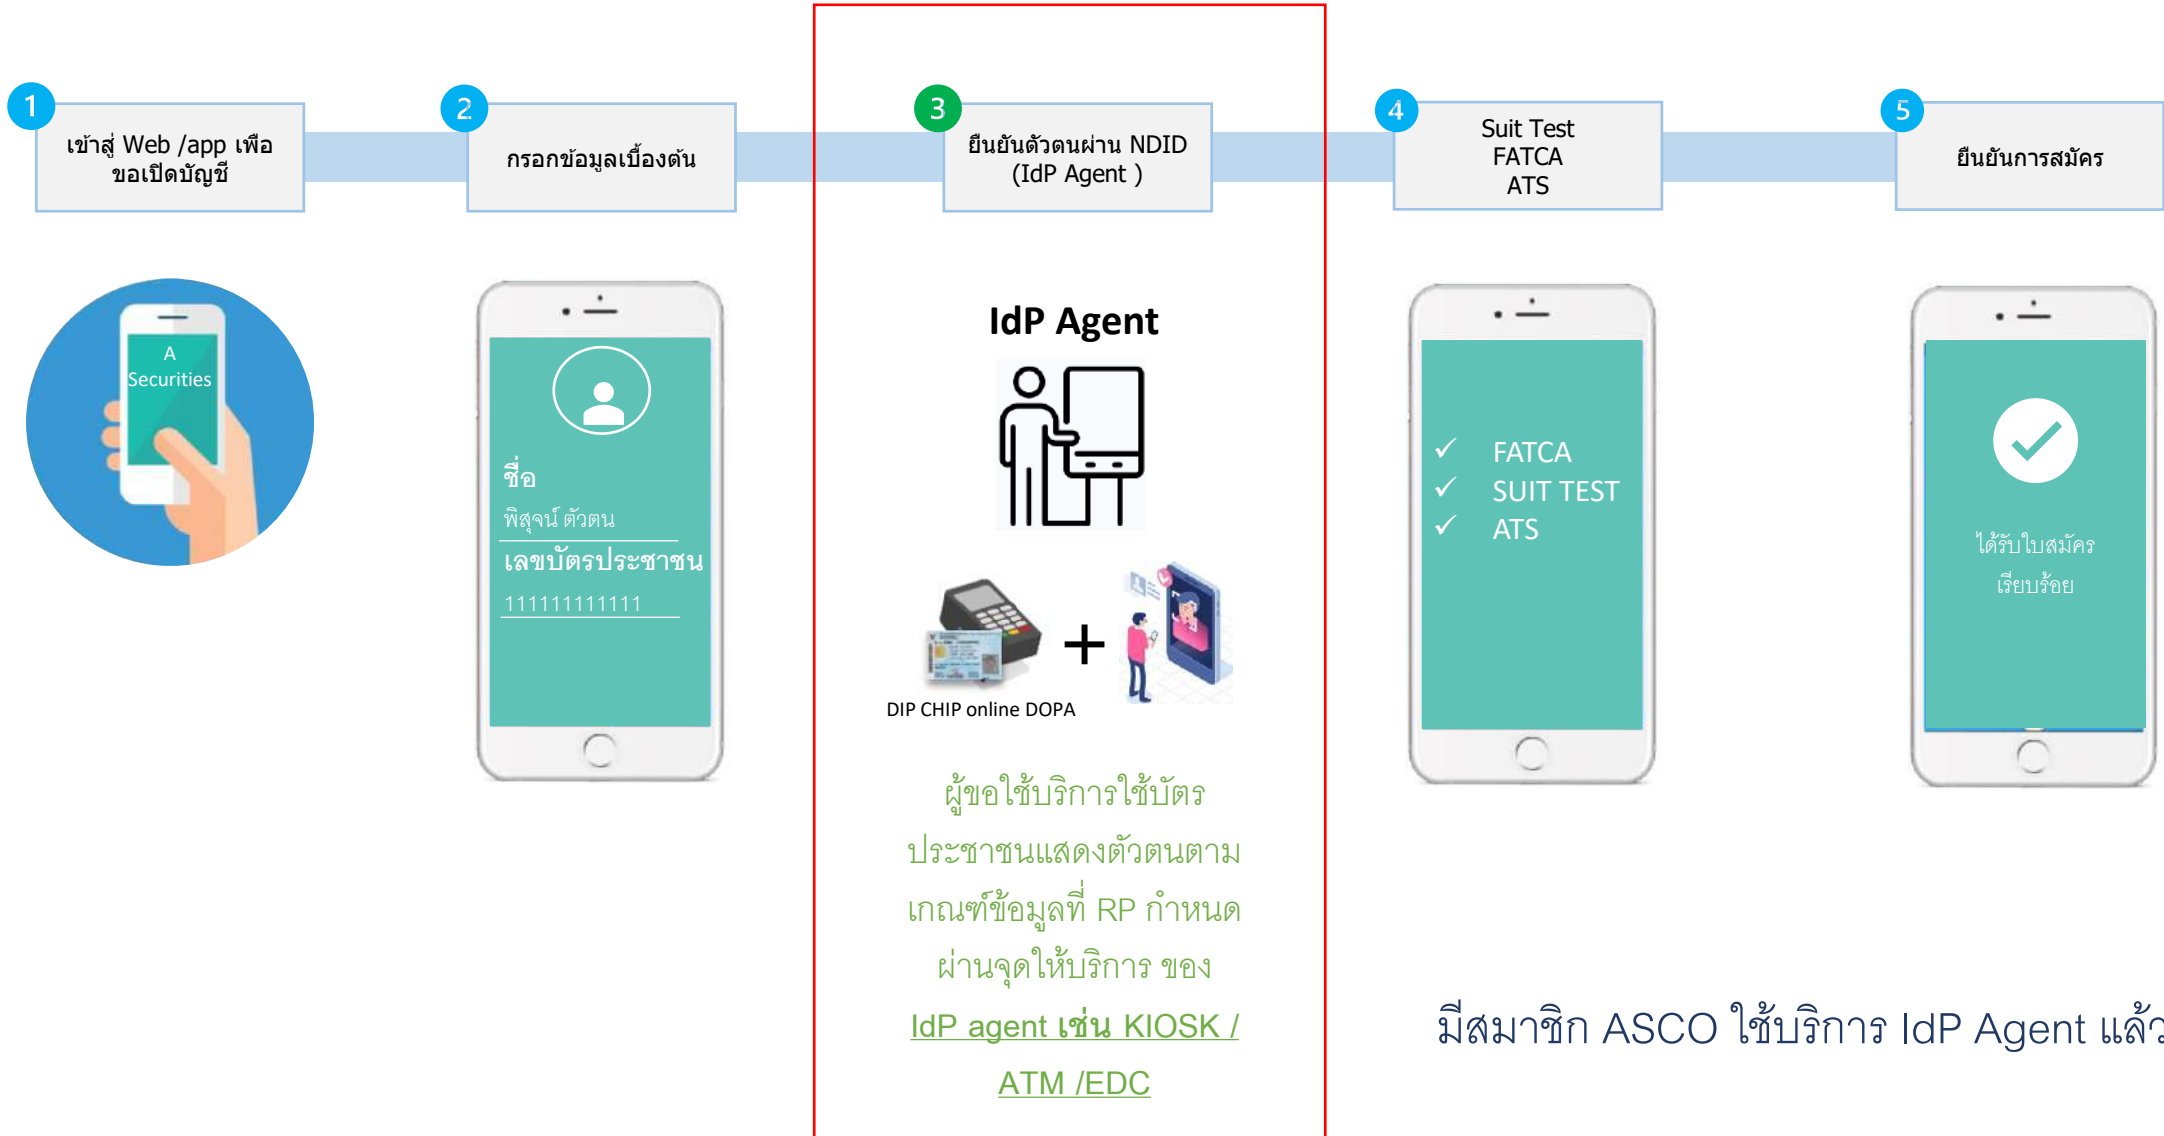 1
เข้าสู่ Web /app เพื่อ
ขอเปิดบัญชี
2
กรอกข้อมูลเบื้องต้น
3
ยืนยันตัวตนผ่าน NDID
(IdP Agent )
4
Suit Test
FATCA
ATS
5
ยืนยันการสมัคร
A
Securities
ชื่อ
พิสุจน์ ตัวตน
เลขบัตรประชาชน
111111111111
IdP Agent
+
DIP CHIP online DOPA
ผู้ขอใช้บริการใช้บัตร
ประชาชนแสดงตัวตนตาม
เกณฑ์ข้อมูลที่ RP กำหนด
ผ่านจุดให้บริการ ของ
IdP agent เช่น KIOSK /
ATM /EDC
✓ FATCA
✓ SUIT TEST
✓ ATS
ได้รับใบสมัคร
เรียบร้อย
มีสมาชิก ASCO ใช้บริการ IdP Agent แล้ว